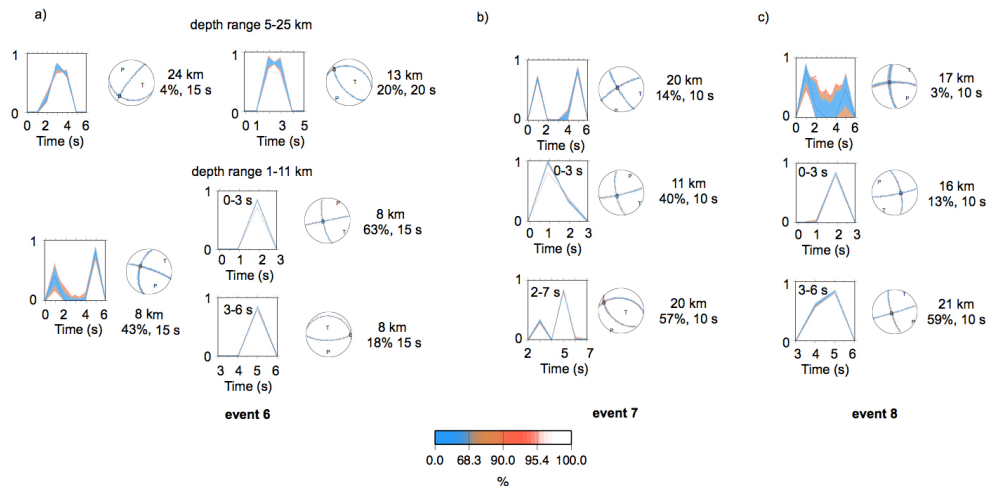 a)
depth range 5-25 km
1
0
0 2 4 6
Time (s)
P
T
24 km
4%, 15 s
1
0
0 1 2 3 4 5
Time (s)
T
P
13 km
20%, 20 s
depth range 1-11 km
1
0
0 2 4 6
Time (s)
T
P
8 km
43%, 15 s
1
0-3 s
0
0 1 2 3
Time (s)
P
T
8 km
63%, 15 s
1
3-6 s
0
3 4 5 6
Time (s)
T
P
8 km
18% 15 s
event 6
b)
1
0
0 2 4 6
Time (s)
T
P
20 km
14%, 10 s
1
0-3 s
0
0 1 2 3
Time (s)
P
T
11 km
40%, 10 s
1
2-7 s
0
2 5 7
Time (s)
T
P
20 km
57%, 10 s
event 7
c)
1
0
0 1 2 3 4 5 6
Time (s)
P
T
17 km
3%, 10 s
1
0-3 s
0
0 1 2 3
Time (s)
P
T
16 km
13%, 10 s
1
3-6 s
0
3 4 5 6
Time (s)
T
P
21 km
59%, 10 s
event 8
0.0 68.3 90.0 95.4 100.0
%